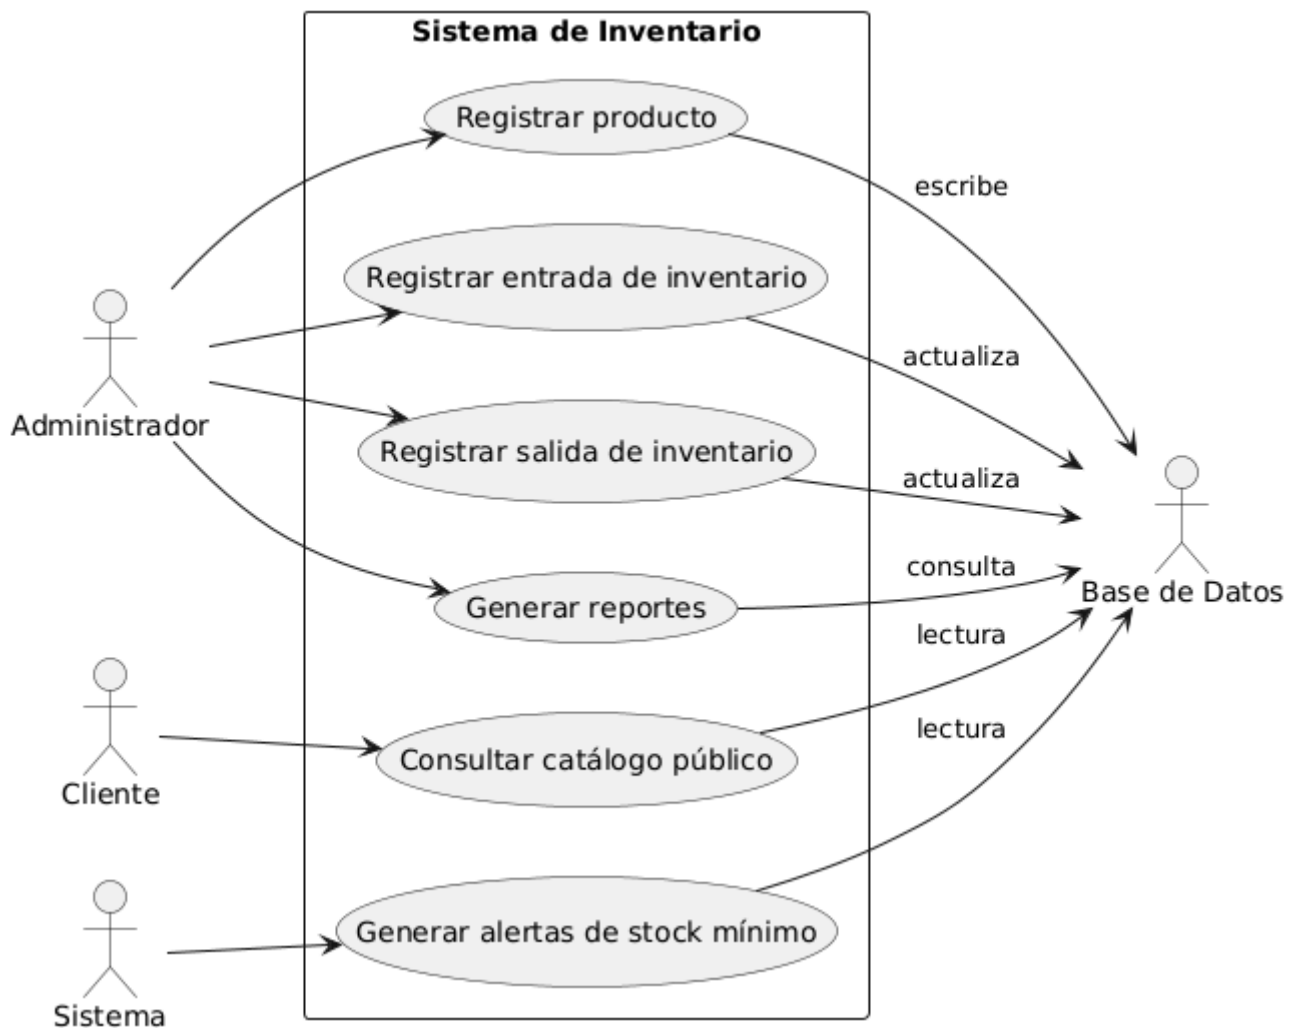 Sistema de Inventario
Registrar producto
escribe
Registrar entrada de inventario
actualiza
Administrador
Registrar salida de inventario
actualiza
consulta
Base de Datos
Generar reportes
lectura
lectura
Consultar catálogo público
Cliente
Generar alertas de stock mínimo
Sistema